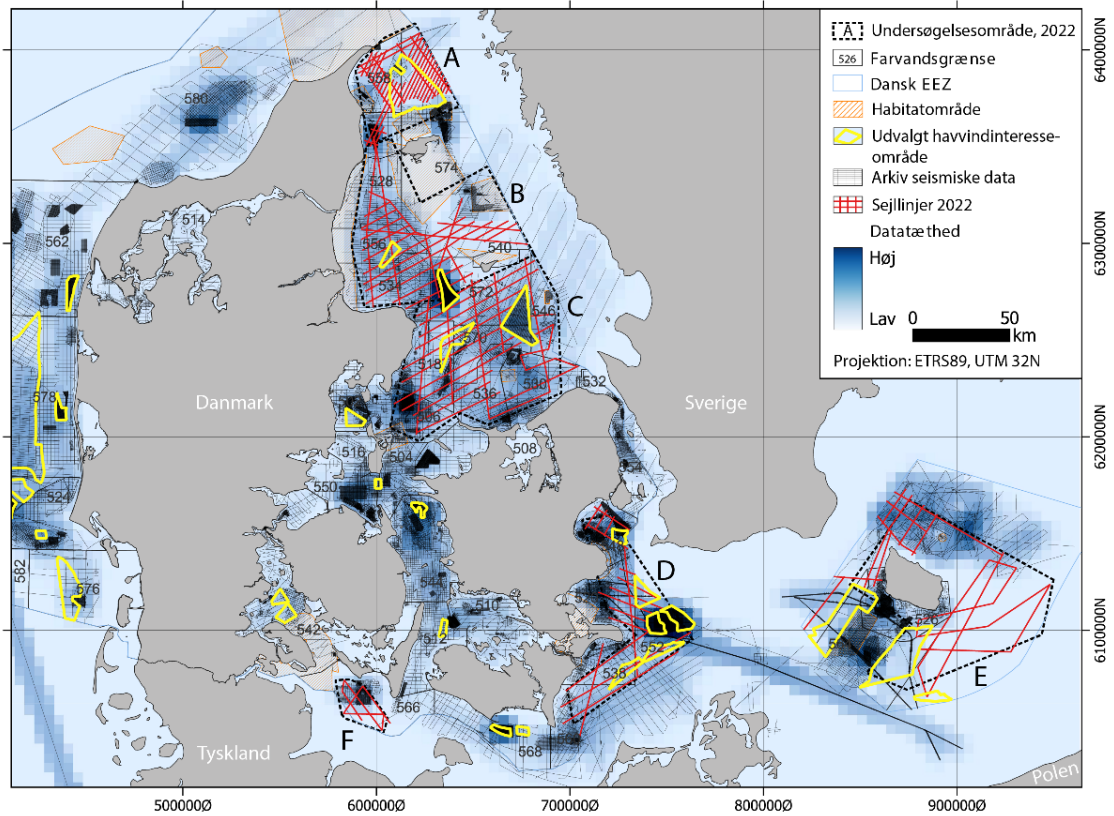 A
B
C
D
E
F
580
558
574
528
562
514
556
540
534
572
546
518
536
532
578
Danmark
Sverige
516
504
508
524
550
582
576
510
512
542
552
538
566
568
Tyskland
Polen
A Undersøgelsesområde, 2022
526 Farvandsgrænse
Dansk EEZ
Habitatområde
Udvalgt havvindinteresse-
område
Arkiv seismiske data
Sejllinjer 2022
Datatæthed
Høj
Lav
0 50
km
Projektion: ETRS89, UTM 32N
6400000N
6300000N
6200000N
6100000N
500000Ø
600000Ø
700000Ø
800000Ø
900000Ø